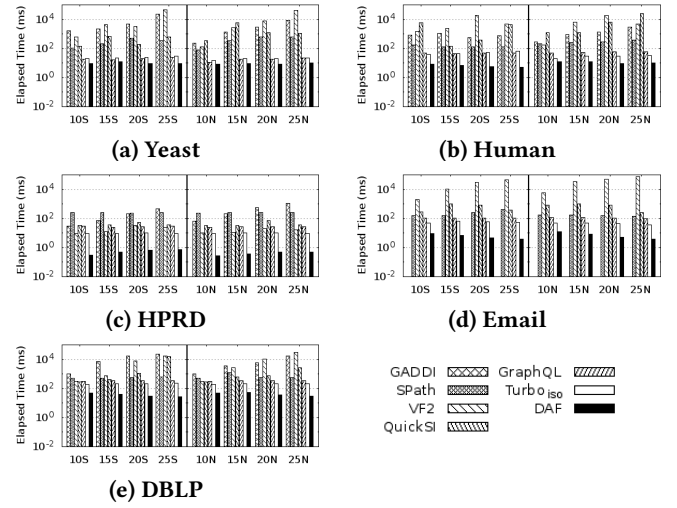 Elapsed Time (ms)
10^4
10^2
10^0
10^-2
10S 15S 20S 25S 10N 15N 20N 25N
(a) Yeast
Elapsed Time (ms)
10^4
10^2
10^0
10^-2
10S 15S 20S 25S 10N 15N 20N 25N
(b) Human
Elapsed Time (ms)
10^4
10^2
10^0
10^-2
10S 15S 20S 25S 10N 15N 20N 25N
(c) HPRD
Elapsed Time (ms)
10^4
10^2
10^0
10^-2
10S 15S 20S 25S 10N 15N 20N 25N
(d) Email
Elapsed Time (ms)
10^4
10^2
10^0
10^-2
10S 15S 20S 25S 10N 15N 20N 25N
(e) DBLP
GADDI
SPath
VF2
QuickSI
GraphQL
Turbo_iso
DAF